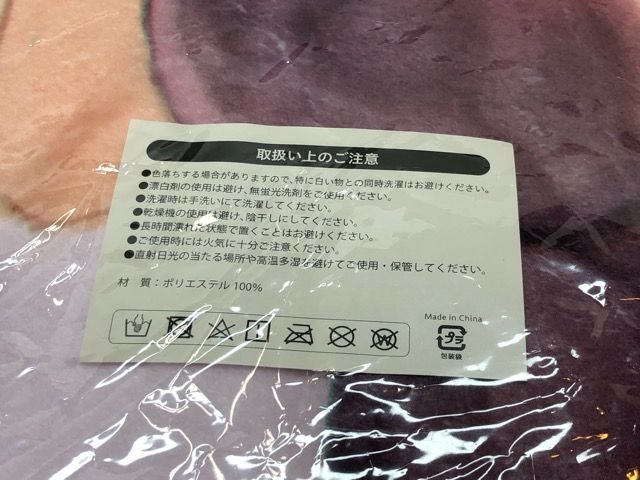 取扱い上のご注意
●色落ちする場合がありますので、特に白い物との同時洗濯はお避けください。
●漂白剤の使用は避け、無蛍光洗剤をご使用ください。
●洗濯時は手洗いにて洗濯してください。
●乾燥機の使用は避け、陰干しにしてください。
●長時間濡れた状態で置くことはお避けください。
●ご使用時には火気に十分ご注意ください。
●直射日光の当たる場所や高温多湿を避けてご使用・保管してください。
材 質：ポリエステル 100%
Made in China
プラ
包装袋